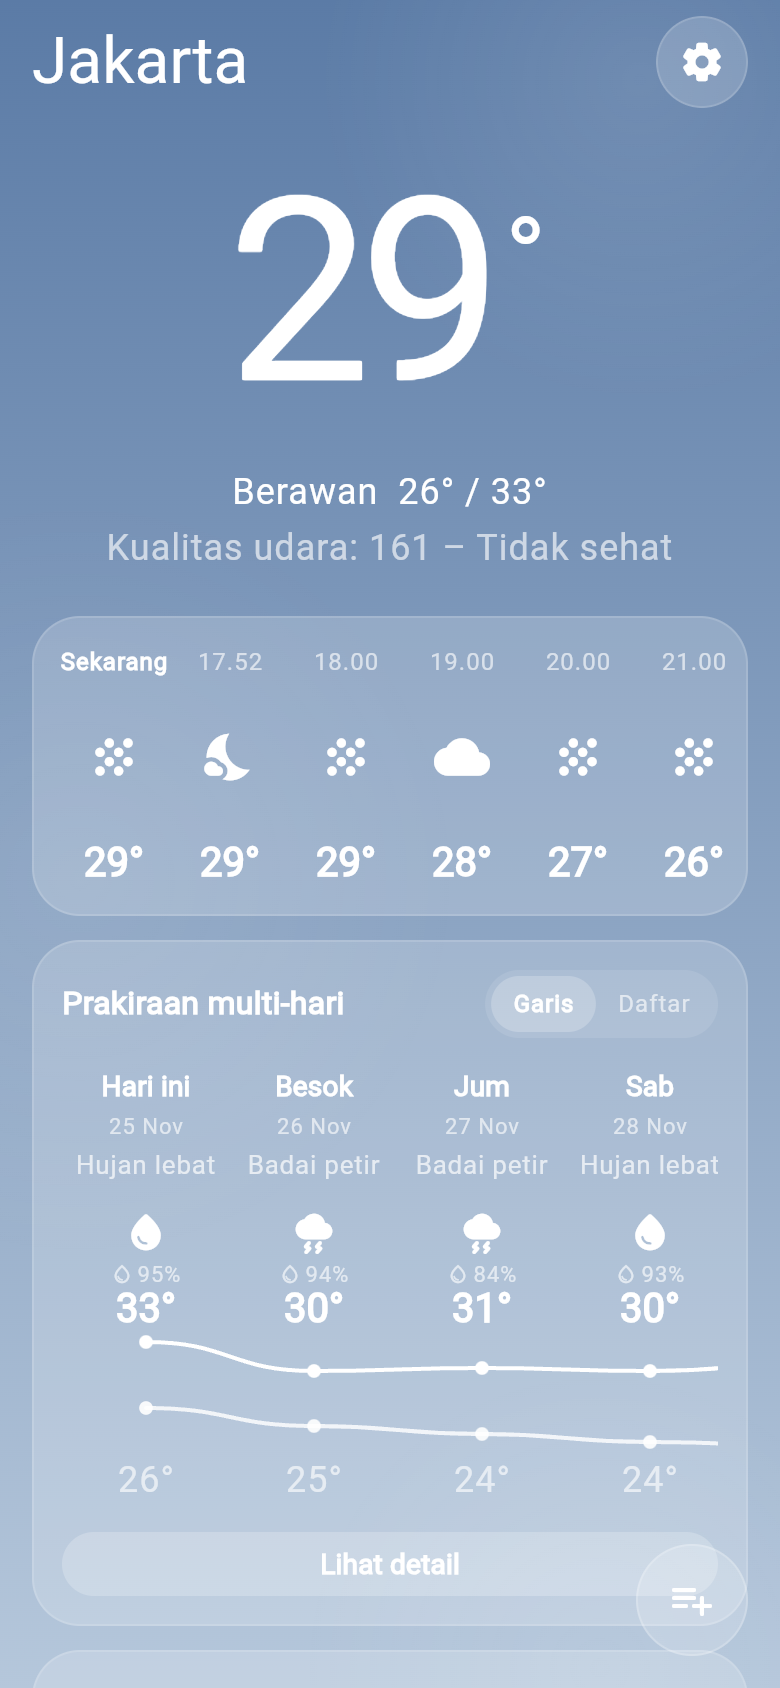 Jakarta
29°
Berawan 26° / 33°
Kualitas udara: 161 – Tidak sehat
Sekarang 17.52 18.00 19.00 20.00 21.00
29° 29° 29° 28° 27° 26°
Prakiraan multi-hari Garis Daftar
Hari ini Besok Jum Sab
25 Nov 26 Nov 27 Nov 28 Nov
Hujan lebat Badai petir Badai petir Hujan lebat
95% 94% 84% 93%
33° 30° 31° 30°
26° 25° 24° 24°
Lihat detail